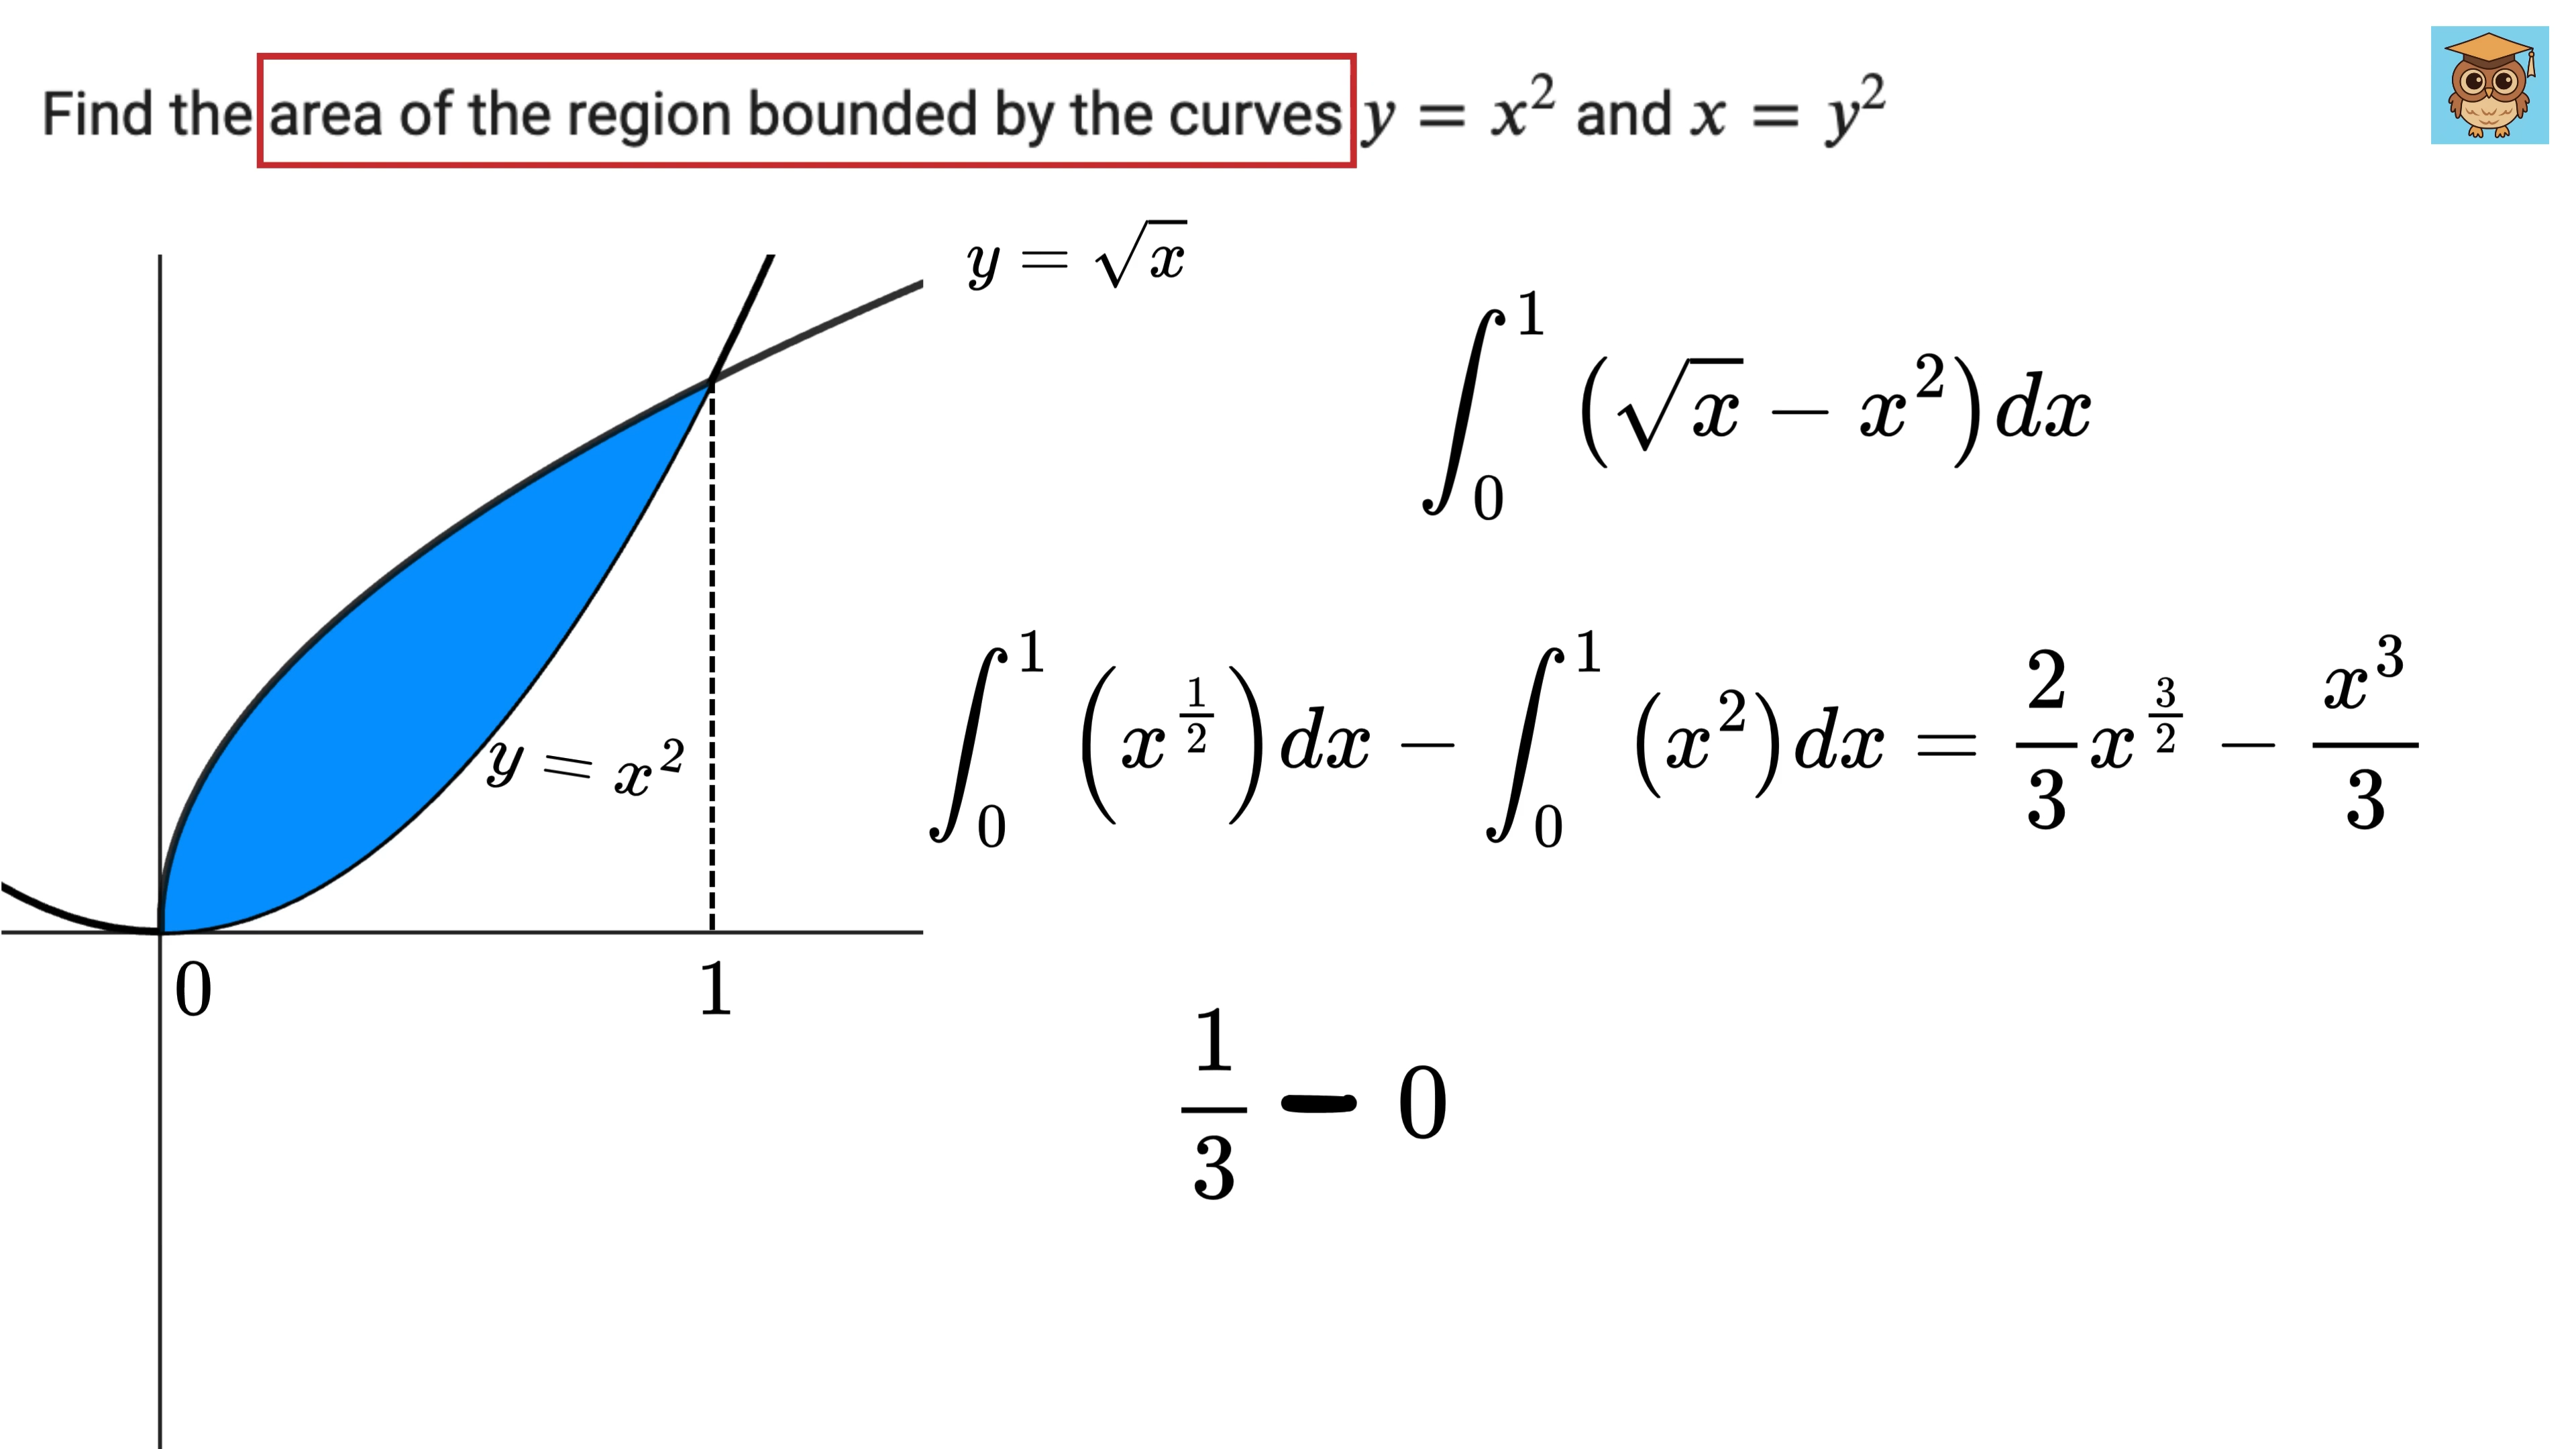 Find the area of the region bounded by the curves y = x² and x = y²
y = √x
∫₀¹ (√x − x²) dx
∫₀¹ (x^{1/2}) dx − ∫₀¹ (x²) dx = 2/3 x^{3/2} − x³/3
y = x²
0 1
1/3 − 0